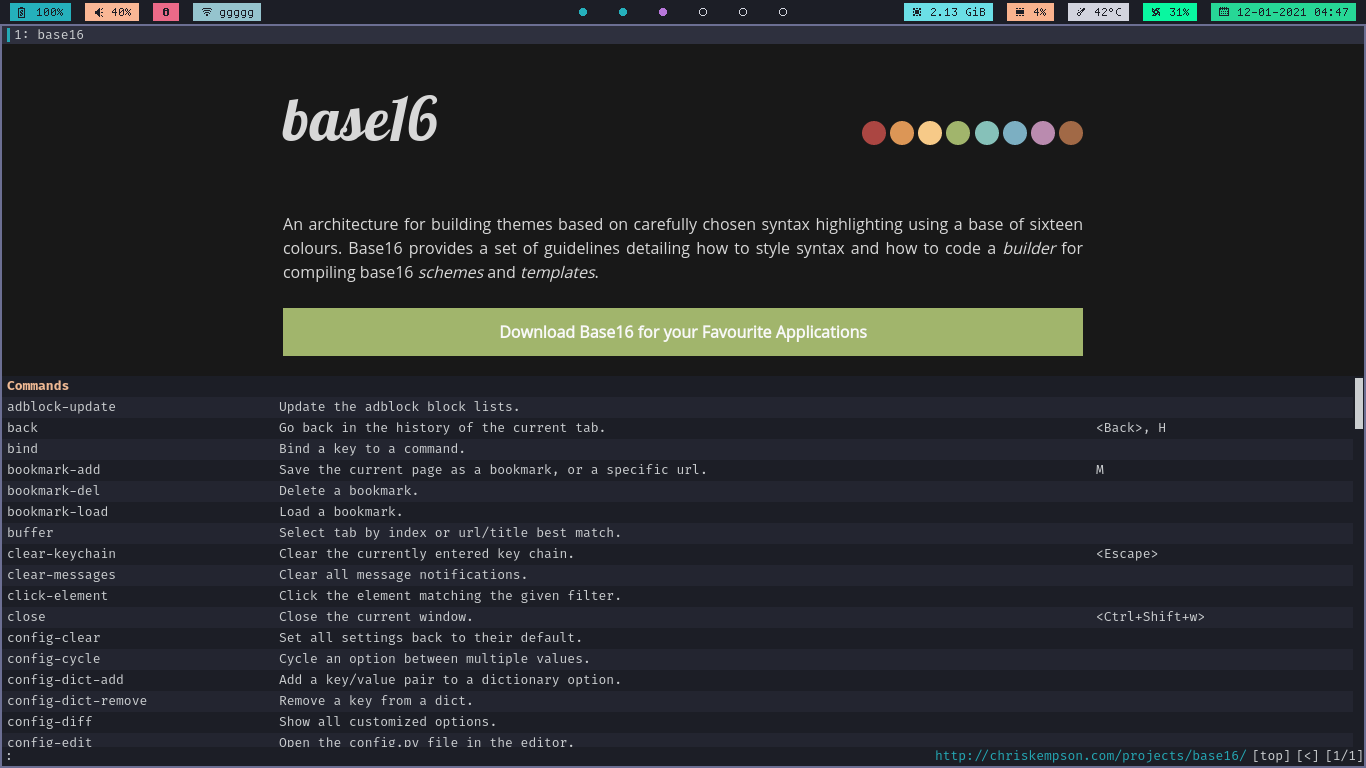 100% 40% ggggg 2.13 GiB 4% 42°C 31% 12-01-2021 04:47
1: base16
base16
An architecture for building themes based on carefully chosen syntax highlighting using a base of sixteen
colours. Base16 provides a set of guidelines detailing how to style syntax and how to code a builder for
compiling base16 schemes and templates.
Download Base16 for your Favourite Applications
Commands
adblock-update Update the adblock block lists.
back Go back in the history of the current tab. <Back>, H
bind Bind a key to a command.
bookmark-add Save the current page as a bookmark, or a specific url. M
bookmark-del Delete a bookmark.
bookmark-load Load a bookmark.
buffer Select tab by index or url/title best match.
clear-keychain Clear the currently entered key chain. <Escape>
clear-messages Clear all message notifications.
click-element Click the element matching the given filter.
close Close the current window. <Ctrl+Shift+w>
config-clear Set all settings back to their default.
config-cycle Cycle an option between multiple values.
config-dict-add Add a key/value pair to a dictionary option.
config-dict-remove Remove a key from a dict.
config-diff Show all customized options.
config-edit Open the config.py file in the editor.
: http://chriskempson.com/projects/base16/ [top] [<] [1/1]